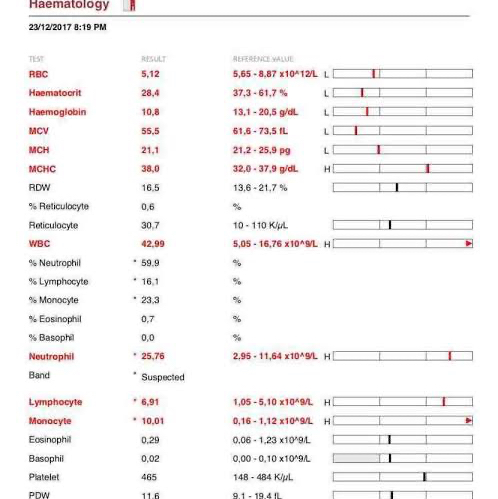 Haematology
23/12/2017 8:19 PM
TEST RESULT REFERENCE VALUE
RBC 5,12 5,65 - 8,87 x10^12/L L
Haematocrit 28,4 37,3 - 61,7 % L
Haemoglobin 10,8 13,1 - 20,5 g/dL L
MCV 55,5 61,6 - 73,5 fL L
MCH 21,1 21,2 - 25,9 pg L
MCHC 38,0 32,0 - 37,9 g/dL H
RDW 16,5 13,6 - 21,7 %
% Reticulocyte 0,6 %
Reticulocyte 30,7 10 - 110 K/µL
WBC 42,99 5,05 - 16,76 x10^9/L H
% Neutrophil * 59,9 %
% Lymphocyte * 16,1 %
% Monocyte * 23,3 %
% Eosinophil 0,7 %
% Basophil 0,0 %
Neutrophil * 25,76 2,95 - 11,64 x10^9/L H
Band * Suspected
Lymphocyte * 6,91 1,05 - 5,10 x10^9/L H
Monocyte * 10,01 0,16 - 1,12 x10^9/L H
Eosinophil 0,29 0,06 - 1,23 x10^9/L
Basophil 0,02 0,00 - 0,10 x10^9/L
Platelet 465 148 - 484 K/µL
PDW 11,6 9,1 - 19,4 fL